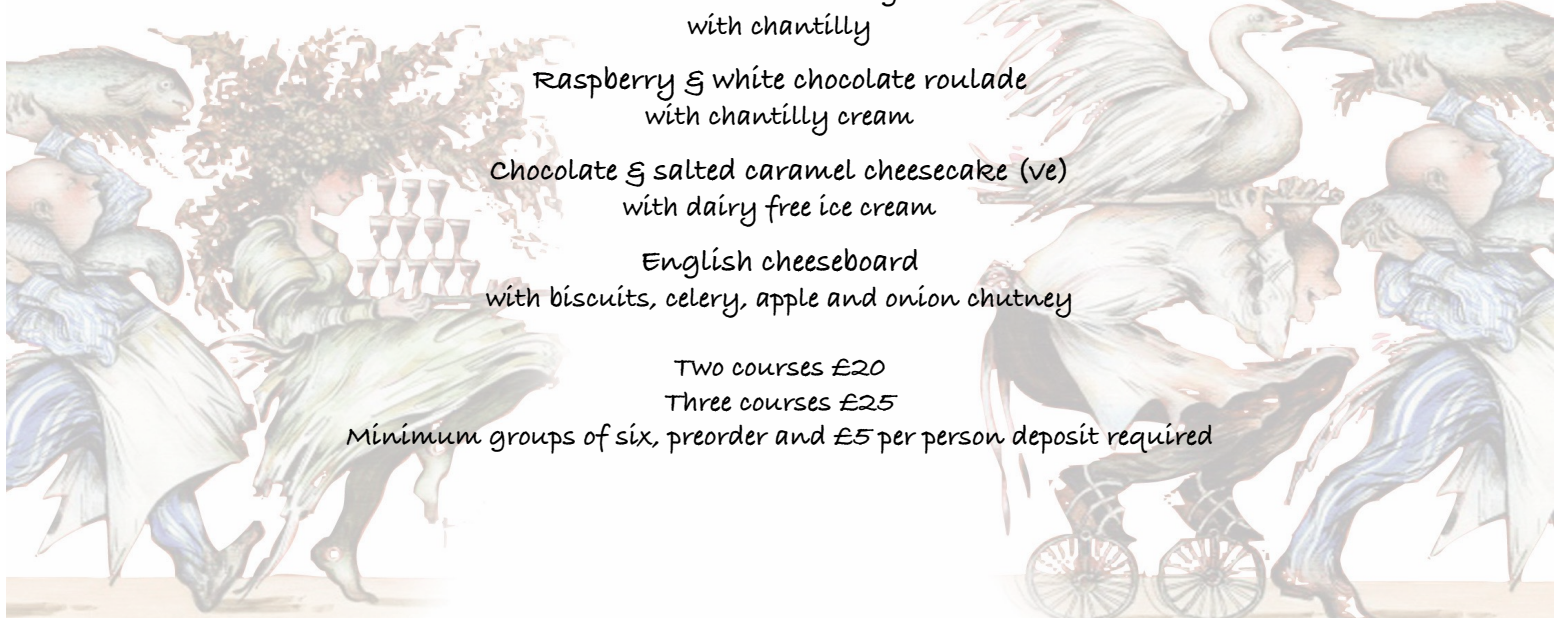 with chantilly
Raspberry & white chocolate roulade
with chantilly cream
Chocolate & salted caramel cheesecake (ve)
with dairy free ice cream
English cheeseboard
with biscuits, celery, apple and onion chutney
Two courses £20
Three courses £25
Minimum groups of six, preorder and £5 per person deposit required